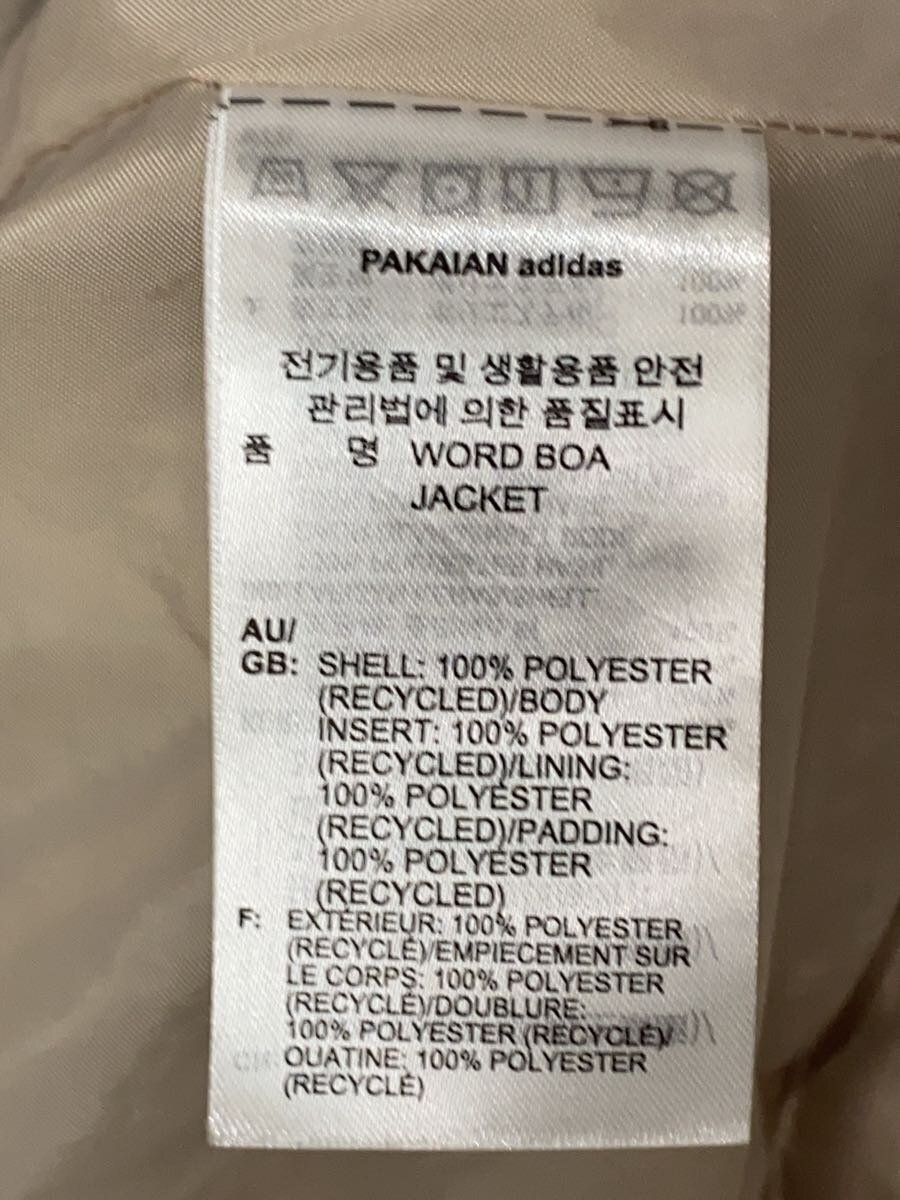 PAKAIAN adidas
전기용품 및 생활용품 안전
관리법에 의한 품질표시
품 명 WORD BOA
JACKET
AU/
GB: SHELL: 100% POLYESTER
(RECYCLED)/BODY
INSERT: 100% POLYESTER
(RECYCLED)/LINING:
100% POLYESTER
(RECYCLED)/PADDING:
100% POLYESTER
(RECYCLED)
F: EXTÉRIEUR: 100% POLYESTER
(RECYCLÉ)/EMPIECEMENT SUR
LE CORPS: 100% POLYESTER
(RECYCLÉ)/DOUBLURE:
100% POLYESTER (RECYCLÉ)/
OUATINE: 100% POLYESTER
(RECYCLÉ)